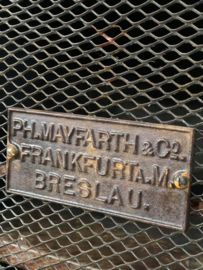 PH. MAYFARTH & Co.
FRANKFURT A. M.
BRESLAU.